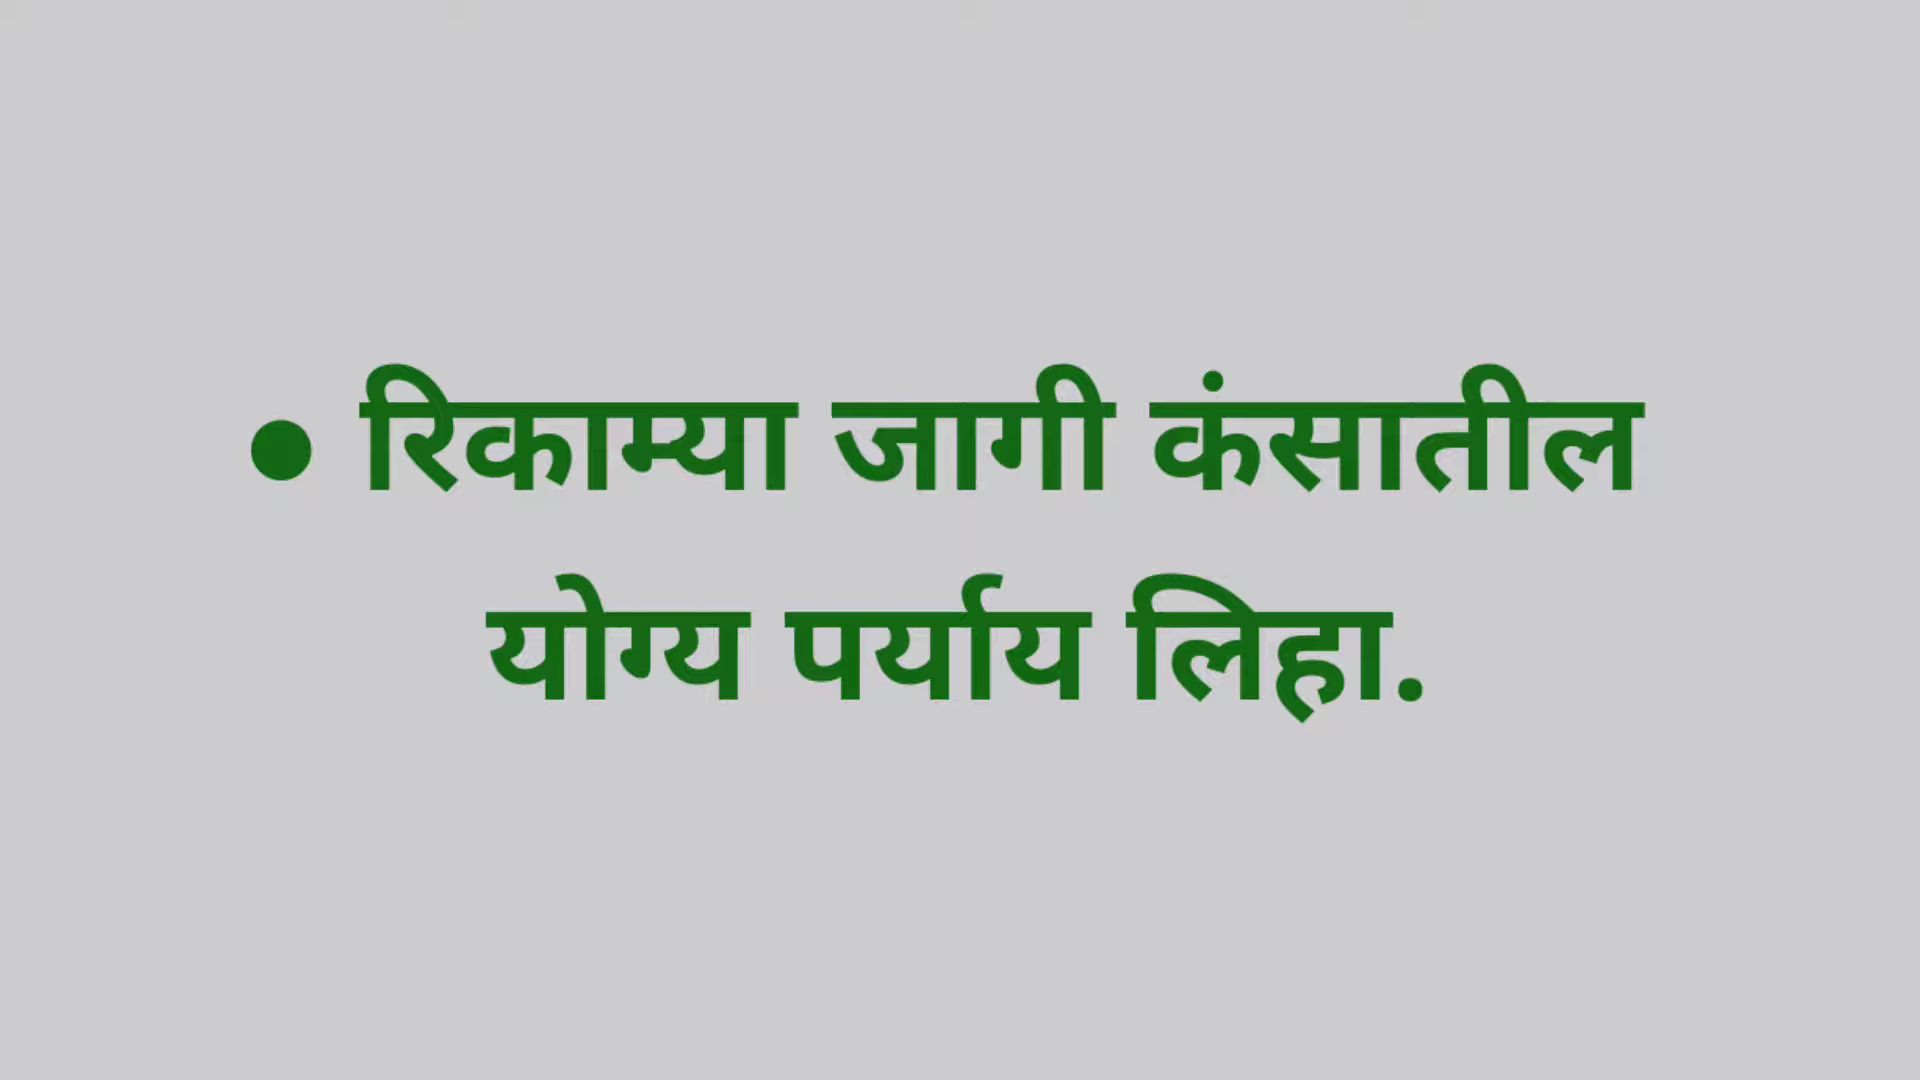 • रिकाम्या जागी कंसातील
योग्य पर्याय लिहा.